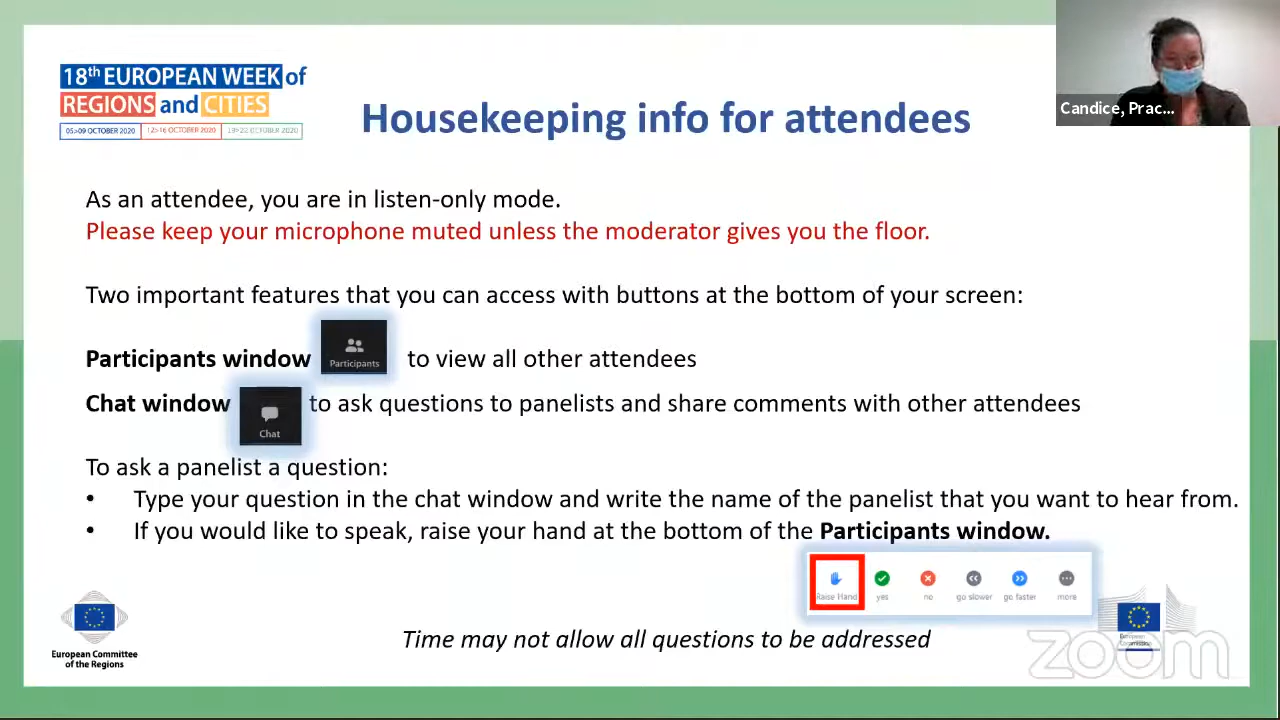 18th EUROPEAN WEEK of
REGIONS and CITIES
05>09 OCTOBER 2020 12>16 OCTOBER 2020 19>22 OCTOBER 2020
Housekeeping info for attendees
Candice, Prac...
As an attendee, you are in listen-only mode.
Please keep your microphone muted unless the moderator gives you the floor.
Two important features that you can access with buttons at the bottom of your screen:
Participants window Participants to view all other attendees
Chat window Chat to ask questions to panelists and share comments with other attendees
To ask a panelist a question:
• Type your question in the chat window and write the name of the panelist that you want to hear from.
• If you would like to speak, raise your hand at the bottom of the Participants window.
Raise Hand yes no go slower go faster more
Time may not allow all questions to be addressed
European Committee
of the Regions
European
Commission
zoom